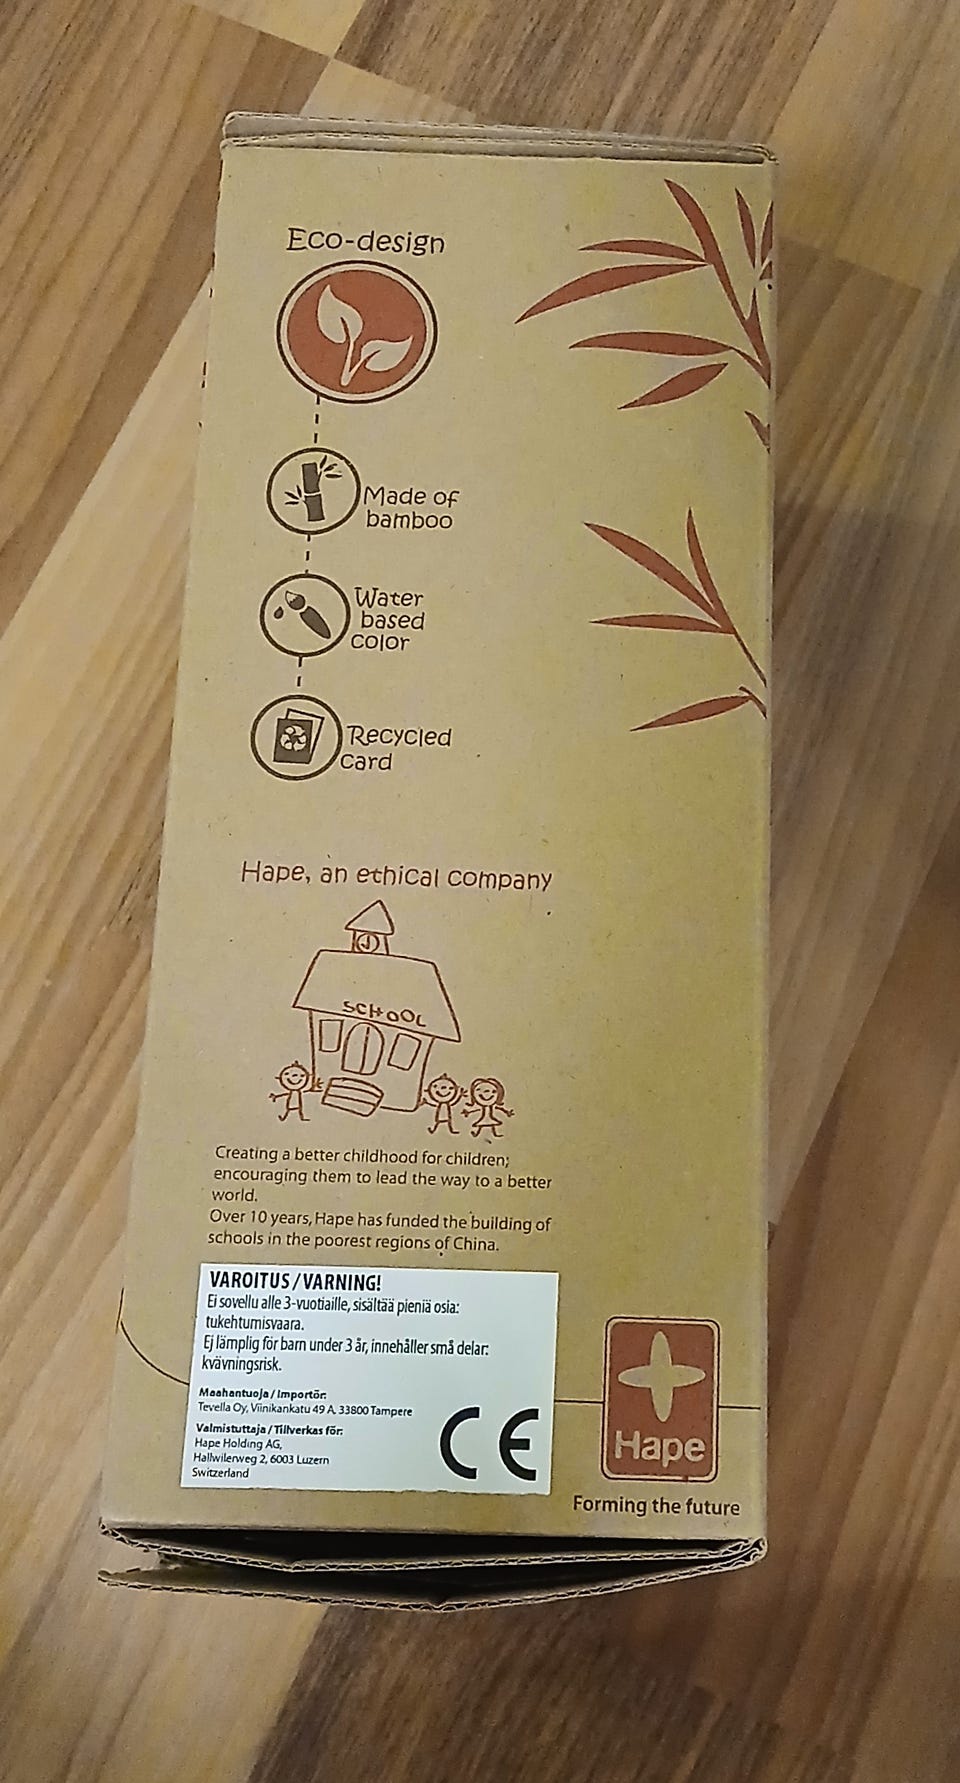 Eco-design
Made of
bamboo
Water
based
color
Recycled
card
Hape, an ethical company
SCHOOL
Creating a better childhood for children;
encouraging them to lead the way to a better
world.
Over 10 years, Hape has funded the building of
schools in the poorest regions of China.
VAROITUS / VARNING!
Ei sovellu alle 3-vuotiaille, sisältää pieniä osia:
tukehtumisvaara.
Ej lämplig för barn under 3 år, innehåller små delar:
kvävningsrisk.
Maahantuoja / Importör:
Tevella Oy, Viinikankatu 49 A, 33800 Tampere
Valmistuttaja / Tillverkas för:
Hape Holding AG,
Hallwilerweg 2, 6003 Luzern
Switzerland
CE
Hape
Forming the future